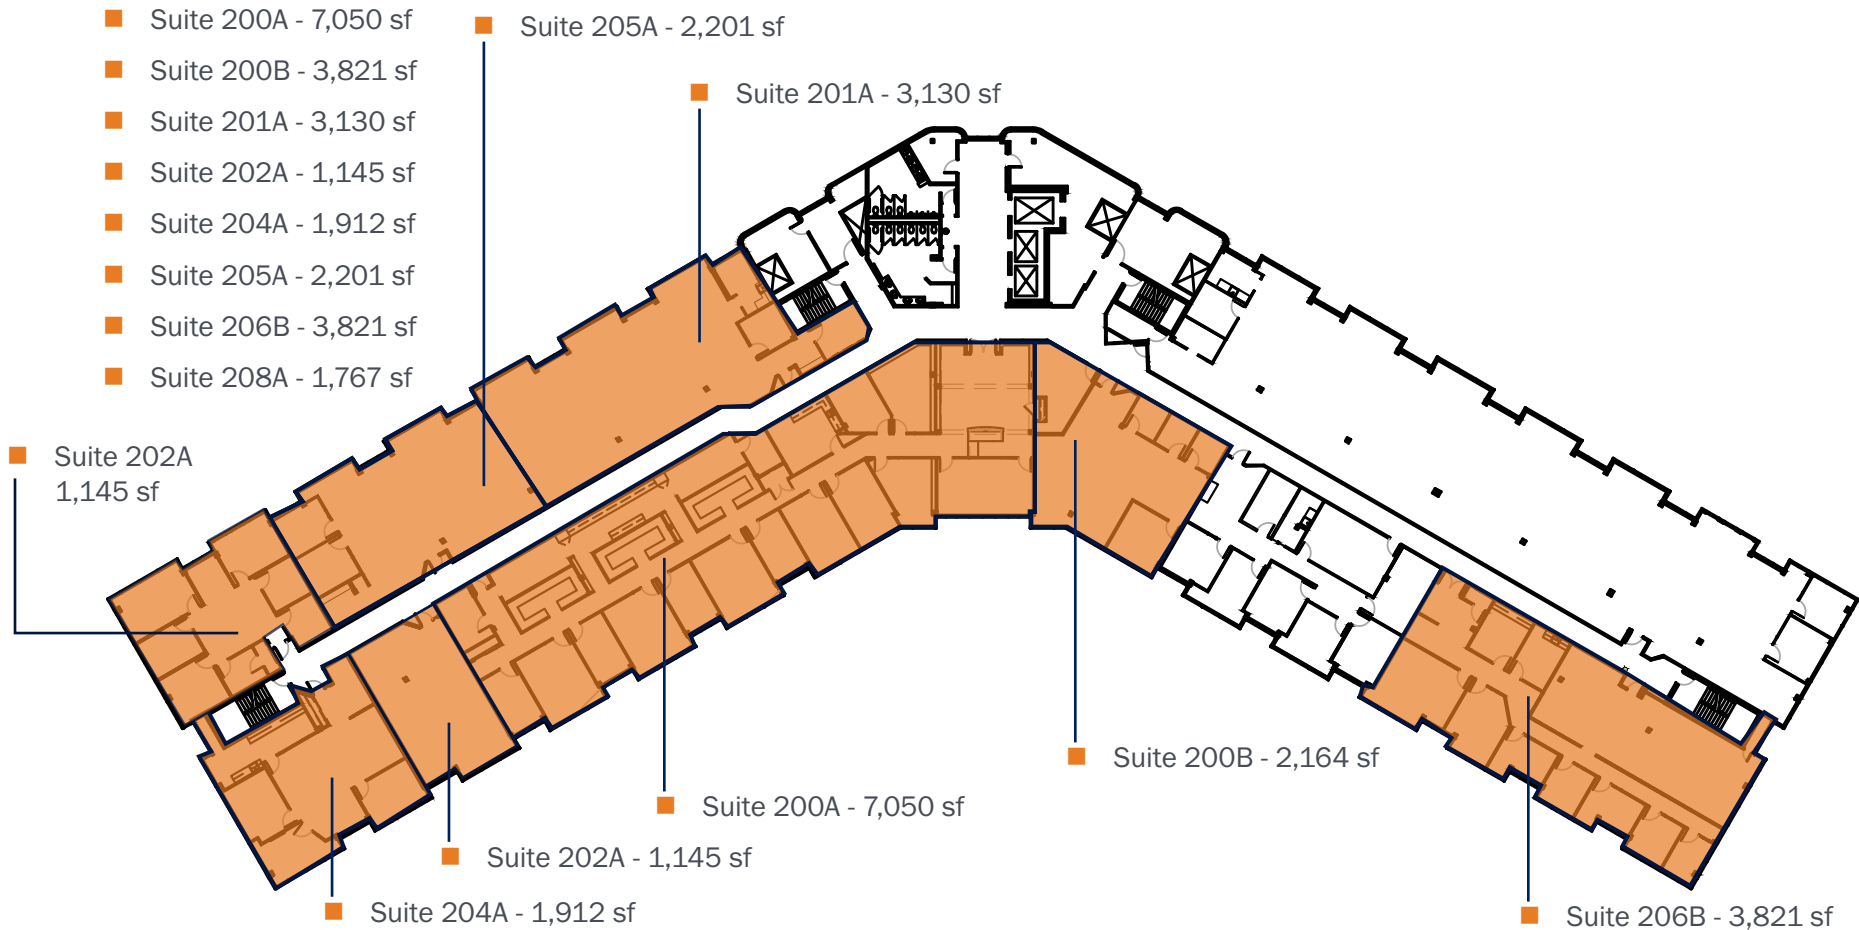 Suite 200A - 7,050 sf
Suite 200B - 3,821 sf
Suite 201A - 3,130 sf
Suite 202A - 1,145 sf
Suite 204A - 1,912 sf
Suite 205A - 2,201 sf
Suite 206B - 3,821 sf
Suite 208A - 1,767 sf
Suite 205A - 2,201 sf
Suite 201A - 3,130 sf
Suite 202A
1,145 sf
Suite 200B - 2,164 sf
Suite 200A - 7,050 sf
Suite 202A - 1,145 sf
Suite 204A - 1,912 sf
Suite 206B - 3,821 sf